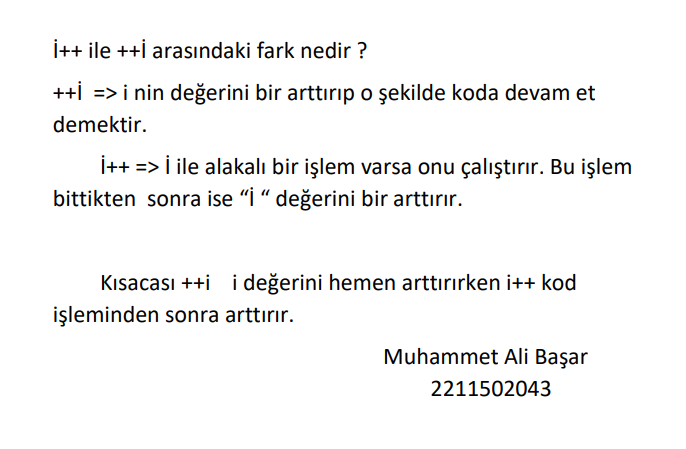 İ++ ile ++İ arasındaki fark nedir ?
++İ => i nin değerini bir arttırıp o şekilde koda devam et
demektir.
İ++ => İ ile alakalı bir işlem varsa onu çalıştırır. Bu işlem
bittikten sonra ise “İ “ değerini bir arttırır.
Kısacası ++i i değerini hemen arttırırken i++ kod
işleminden sonra arttırır.
Muhammet Ali Başar
2211502043